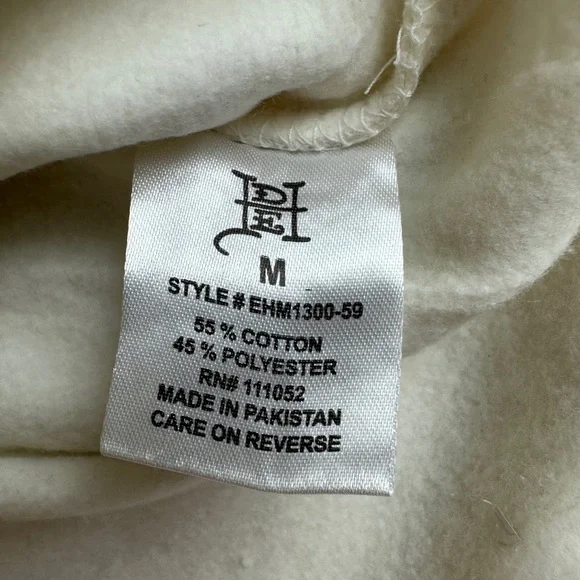 M
STYLE # EHM1300-59
55 % COTTON
45 % POLYESTER
RN# 111052
MADE IN PAKISTAN
CARE ON REVERSE